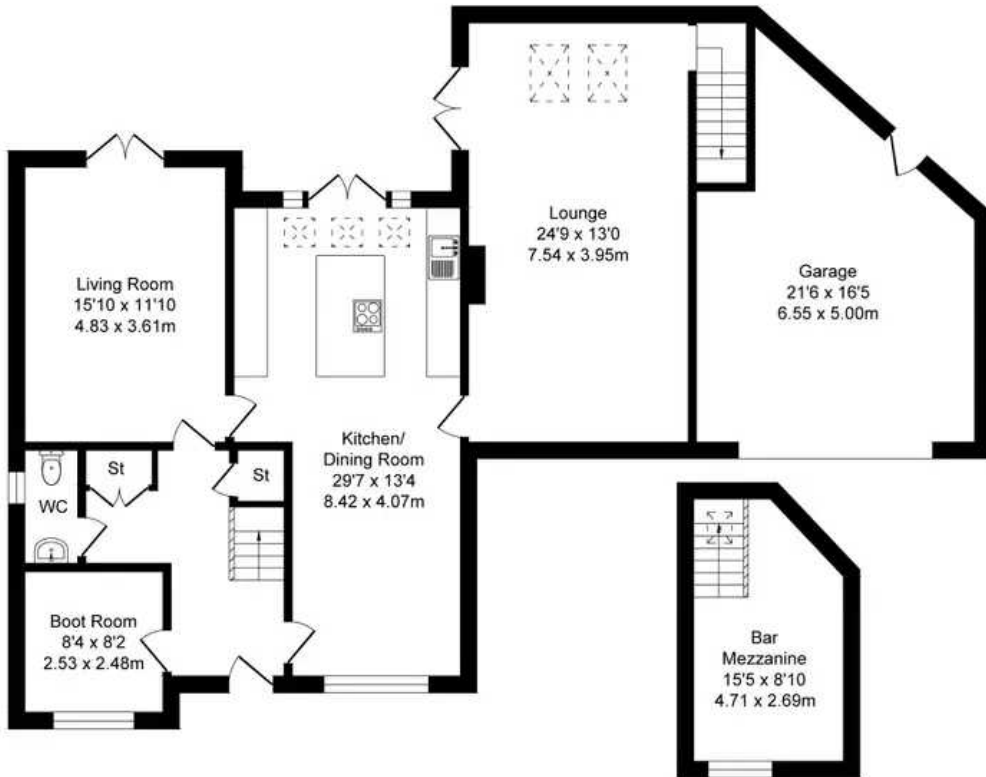 Living Room
15'10 x 11'10
4.83 x 3.61m
Lounge
24'9 x 13'0
7.54 x 3.95m
Garage
21'6 x 16'5
6.55 x 5.00m
Kitchen/
Dining Room
29'7 x 13'4
8.42 x 4.07m
St
St
WC
Boot Room
8'4 x 8'2
2.53 x 2.48m
Bar
Mezzanine
15'5 x 8'10
4.71 x 2.69m